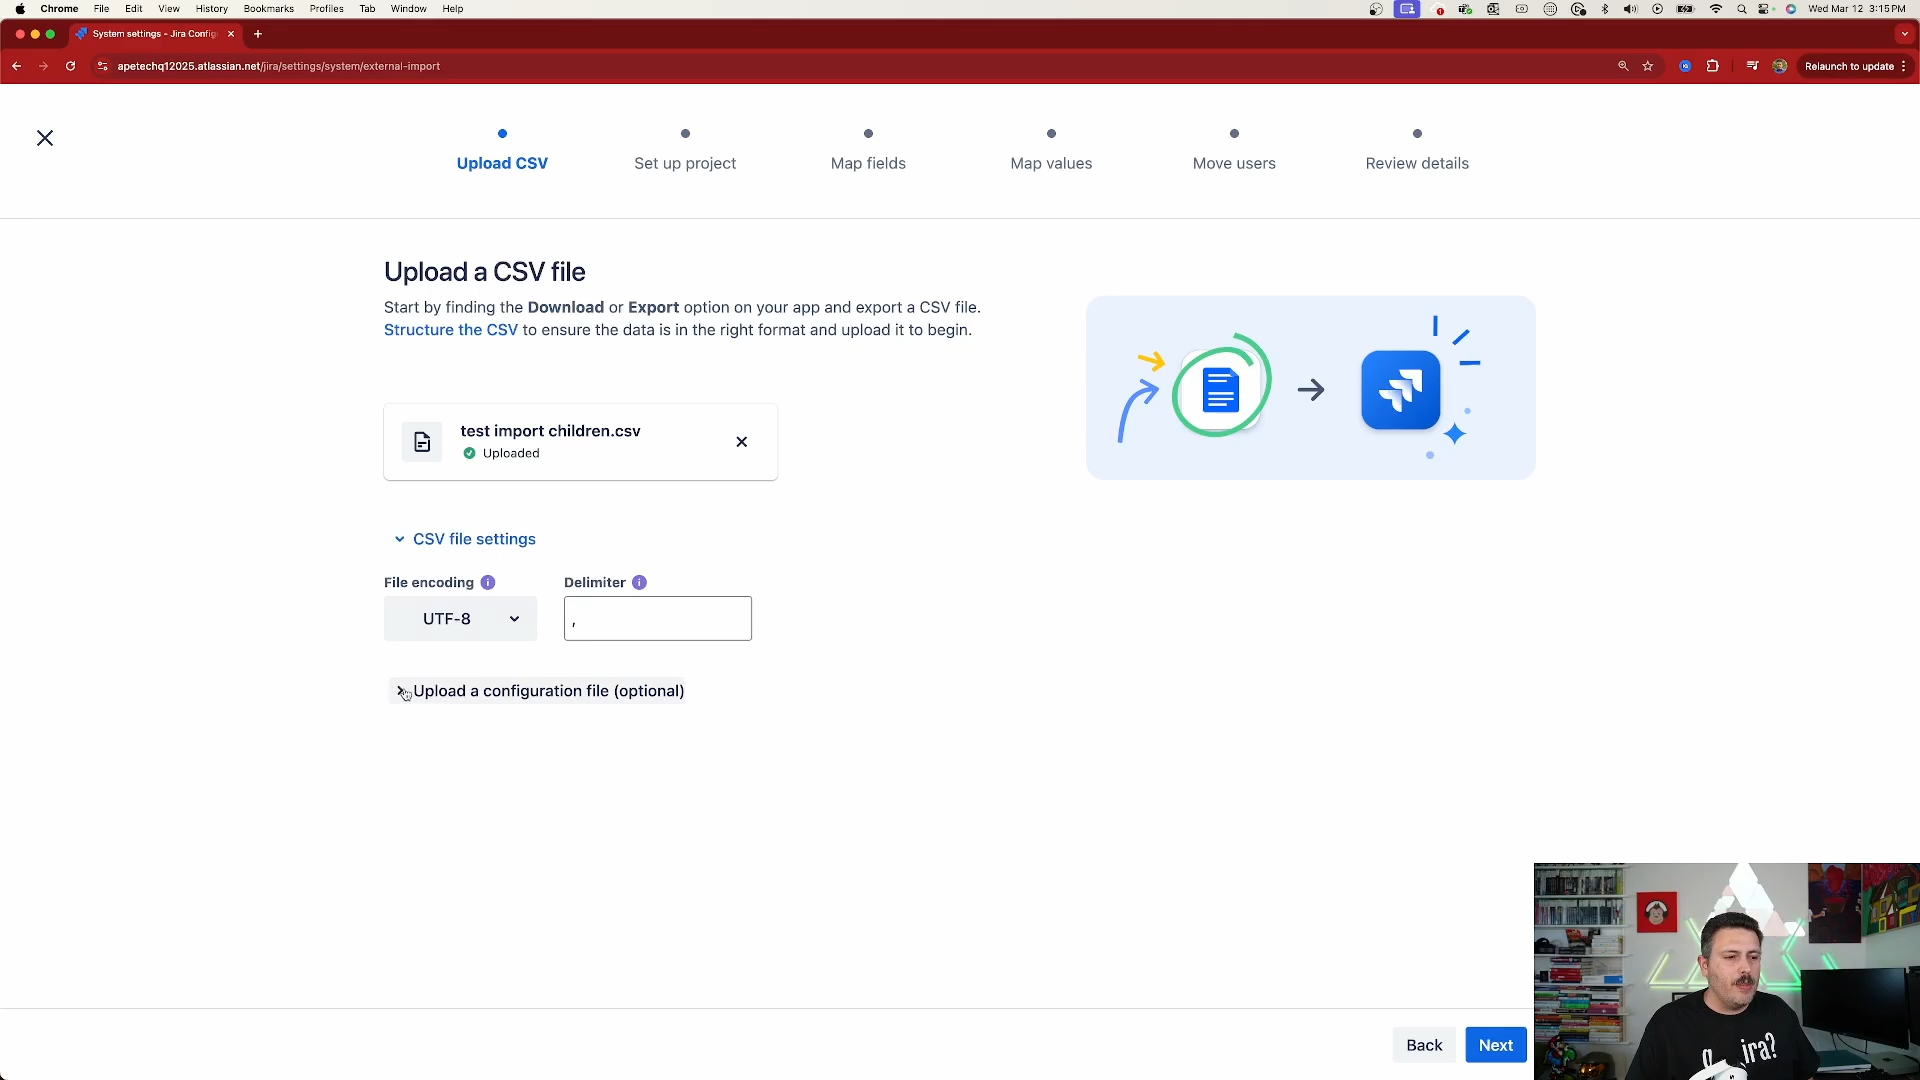 Chrome File Edit View History Bookmarks Profiles Tab Window Help
Wed Mar 12 3:15 PM
System settings - Jira Config
apetechq12025.atlassian.net/jira/settings/system/external-import
Relaunch to update
Upload CSV
Set up project
Map fields
Map values
Move users
Review details
Upload a CSV file
Start by finding the Download or Export option on your app and export a CSV file.
Structure the CSV to ensure the data is in the right format and upload it to begin.
test import children.csv
Uploaded
CSV file settings
File encoding
Delimiter
UTF-8
,
Upload a configuration file (optional)
Back
Next